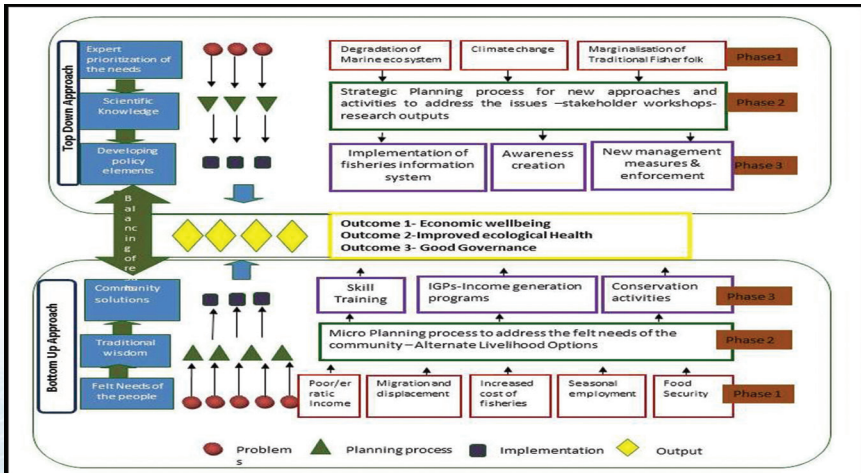 Top Down Approach
Expert
prioritization of
the needs
Scientific
Knowledge
Developing
policy
elements
Degradation of
Marine eco system
Climate change
Marginalisation of
Traditional Fisher folk
Phase1
Strategic Planning process for new approaches and
activities to address the issues –stakeholder workshops-
research outputs
Phase 2
Implementation of
fisheries information
system
Awareness
creation
New management
measures &
enforcement
Phase 3
Balancing of
Outcome 1- Economic wellbeing
Outcome 2-Improved ecological Health
Outcome 3- Good Governance
Bottom Up Approach
Community
solutions
Traditional
wisdom
Felt Needs of
the people
Skill
Training
IGPs-Income generation
programs
Conservation
activities
Phase 3
Micro Planning process to address the felt needs of the
community –Alternate Livelihood Options
Phase 2
Poor/er
ratic
Income
Migration and
displacement
Increased
cost of
fisheries
Seasonal
employment
Food
Security
Phase 1
Problem
s
Planning process
Implementation
Output